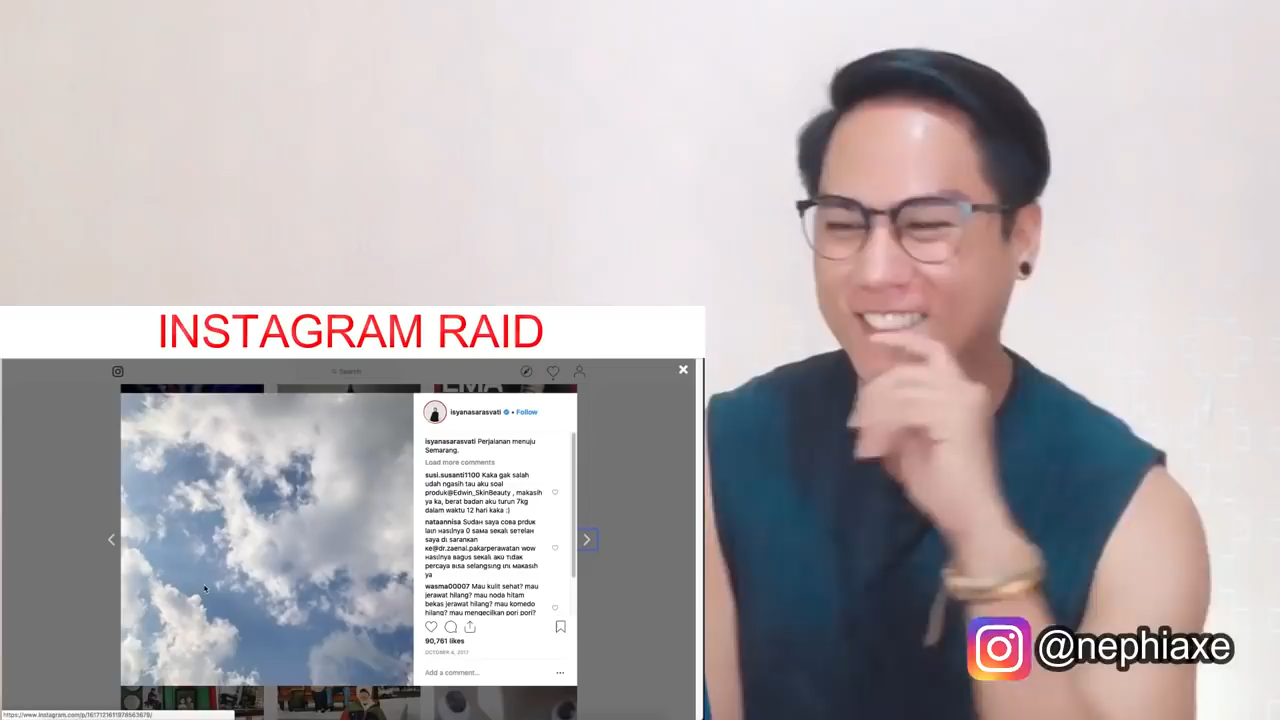 INSTAGRAM RAID
Search
EMA
isyanasarasvati • Follow
isyanasarasvati Perjalanan menuju
Semarang.
Load more comments
susi.susanti1100 Kaka gak salah
udah ngasih tau aku soal
produk@Edwin_SkinBeauty , makasih
ya ka, berat badan aku turun 7kg
dalam waktu 12 hari kaka :)
nataannisa Sudah saya coba prduk
lain hasilnya 0 sama sekali setelah
saya di sarankan
ke@dr.zaenal.pakarperawatan wow
hasilnya bagus sekali aku tidak
percaya bisa selangsing ini makasih
ya
wasma00007 Mau kulit sehat? mau
jerawat hilang? mau noda hitam
bekas jerawat hilang? mau komedo
hilang? mau mengecilkan pori pori?
90,761 likes
OCTOBER 4, 2017
Add a comment...
@nephiaxe